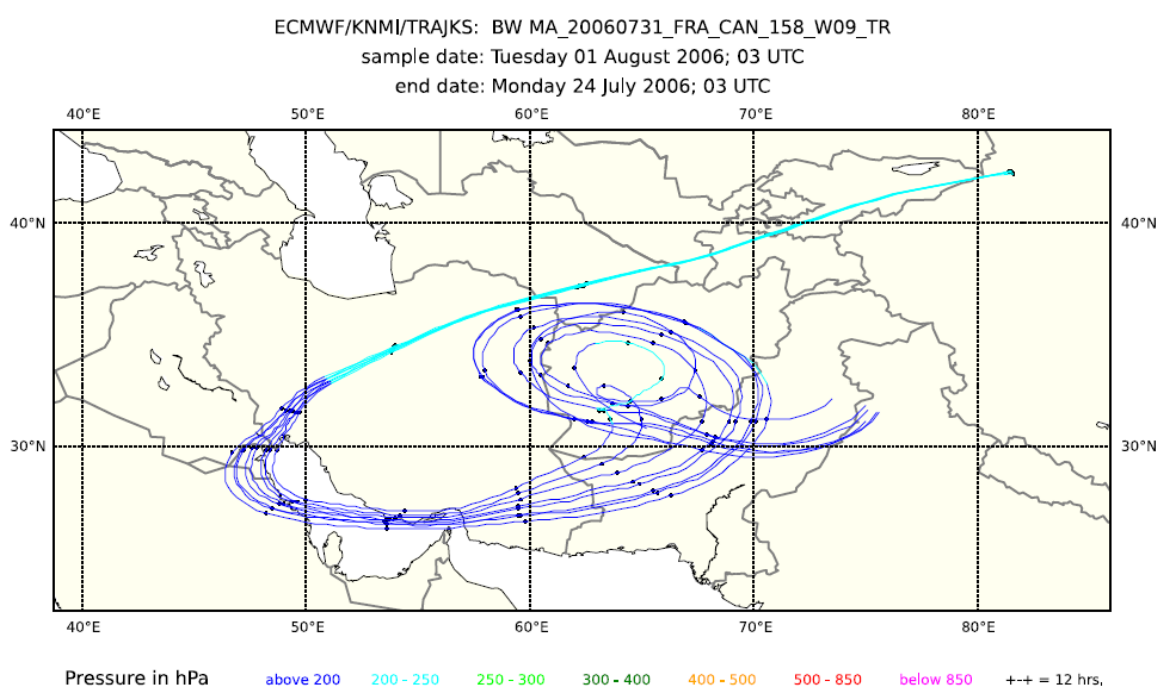 ECMWF/KNMI/TRAJKS:  BW MA_20060731_FRA_CAN_158_W09_TR
sample date: Tuesday 01 August 2006; 03 UTC
end date: Monday 24 July 2006; 03 UTC
40°E 50°E 60°E 70°E 80°E
40°N 40°N
30°N 30°N
40°E 50°E 60°E 70°E 80°E
Pressure in hPa above 200 200 - 250 250 - 300 300 - 400 400 - 500 500 - 850 below 850 +-+ = 12 hrs,